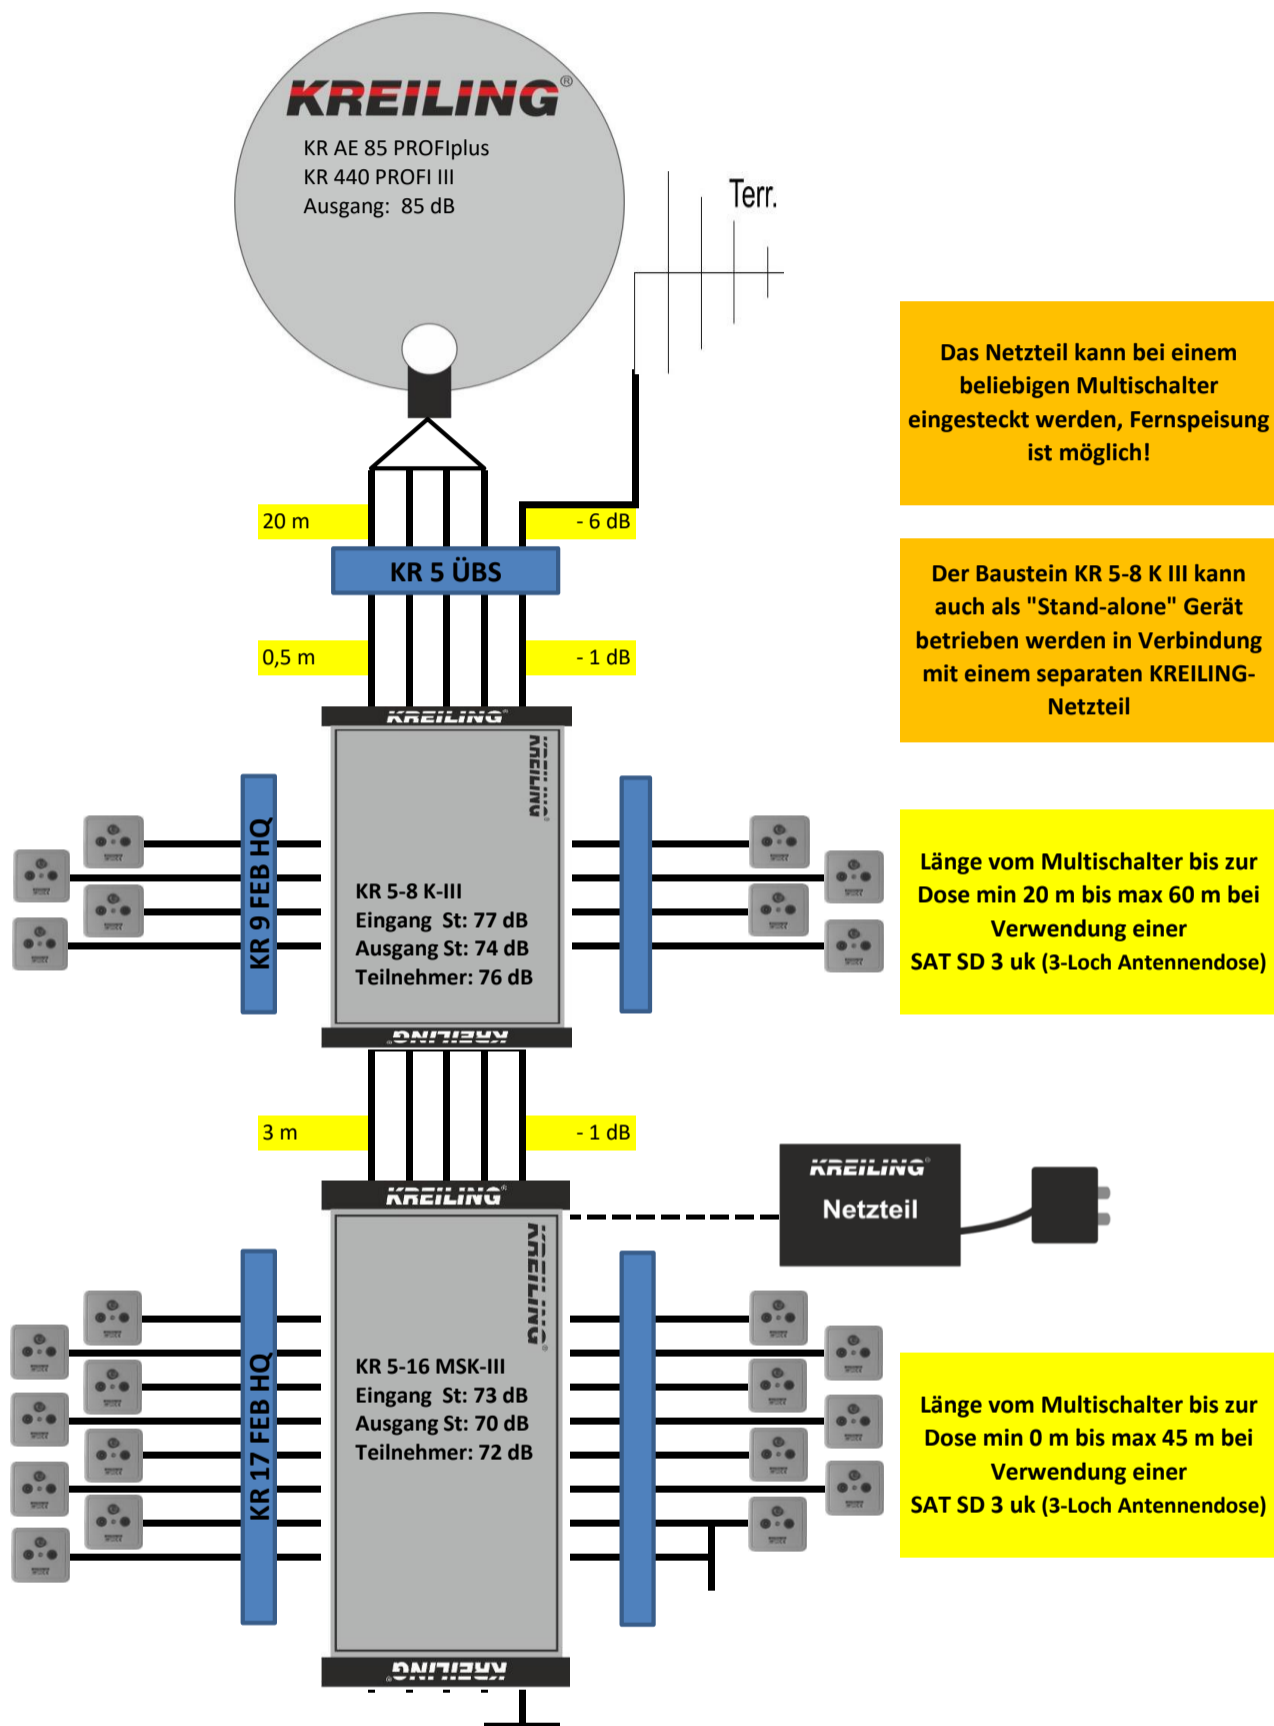 KREILING®
KR AE 85 PROFIplus
KR 440 PROFI III
Ausgang: 85 dB
Terr.
Das Netzteil kann bei einem
beliebigen Multischalter
eingesteckt werden, Fernspeisung
ist möglich!
20 m
- 6 dB
KR 5 ÜBS
Der Baustein KR 5-8 K III kann
auch als "Stand-alone" Gerät
betrieben werden in Verbindung
mit einem separaten KREILING-
Netzteil
0,5 m
- 1 dB
KREILING®
KREILING®
KR 9 FEB HQ
KR 5-8 K-III
Eingang St: 77 dB
Ausgang St: 74 dB
Teilnehmer: 76 dB
Länge vom Multischalter bis zur
Dose min 20 m bis max 60 m bei
Verwendung einer
SAT SD 3 uk (3-Loch Antennendose)
KREILING®
3 m
- 1 dB
KREILING®
Netzteil
KREILING®
KREILING®
KR 17 FEB HQ
KR 5-16 MSK-III
Eingang St: 73 dB
Ausgang St: 70 dB
Teilnehmer: 72 dB
Länge vom Multischalter bis zur
Dose min 0 m bis max 45 m bei
Verwendung einer
SAT SD 3 uk (3-Loch Antennendose)
KREILING®